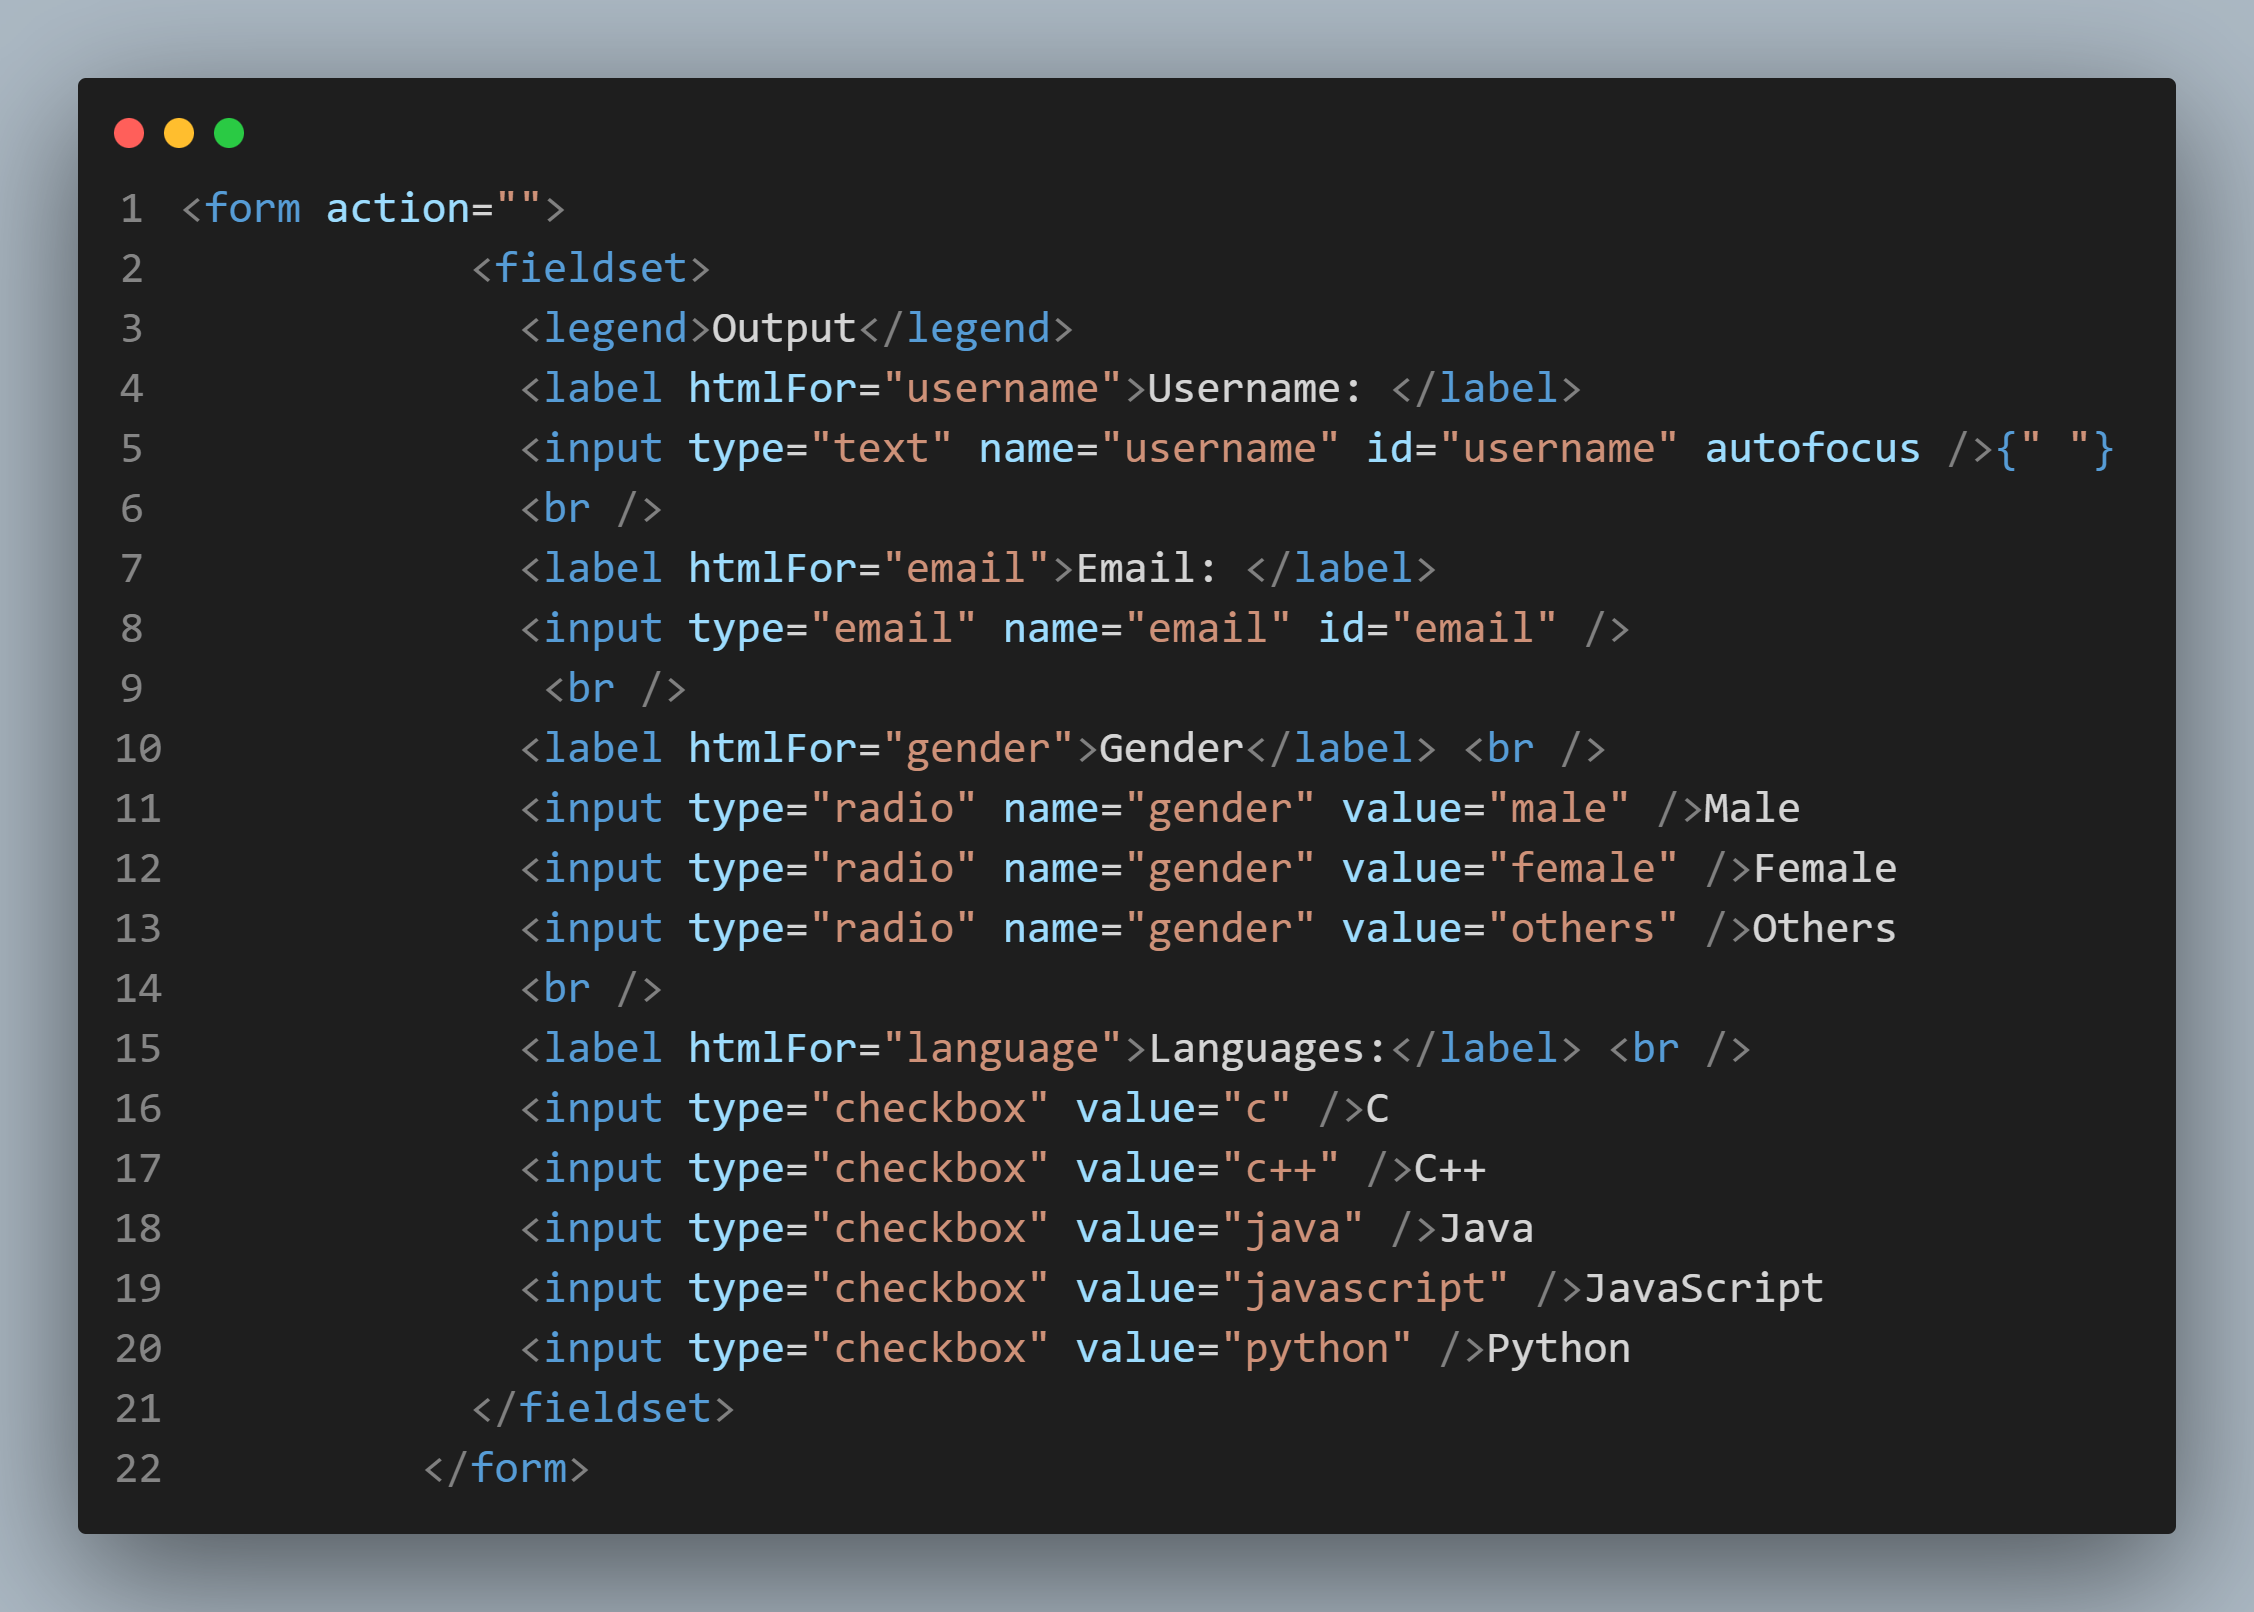 1 <form action="">
2 <fieldset>
3 <legend>Output</legend>
4 <label htmlFor="username">Username: </label>
5 <input type="text" name="username" id="username" autofocus />{" "}
6 <br />
7 <label htmlFor="email">Email: </label>
8 <input type="email" name="email" id="email" />
9 <br />
10 <label htmlFor="gender">Gender</label> <br />
11 <input type="radio" name="gender" value="male" />Male
12 <input type="radio" name="gender" value="female" />Female
13 <input type="radio" name="gender" value="others" />Others
14 <br />
15 <label htmlFor="language">Languages:</label> <br />
16 <input type="checkbox" value="c" />C
17 <input type="checkbox" value="c++" />C++
18 <input type="checkbox" value="java" />Java
19 <input type="checkbox" value="javascript" />JavaScript
20 <input type="checkbox" value="python" />Python
21 </fieldset>
22 </form>